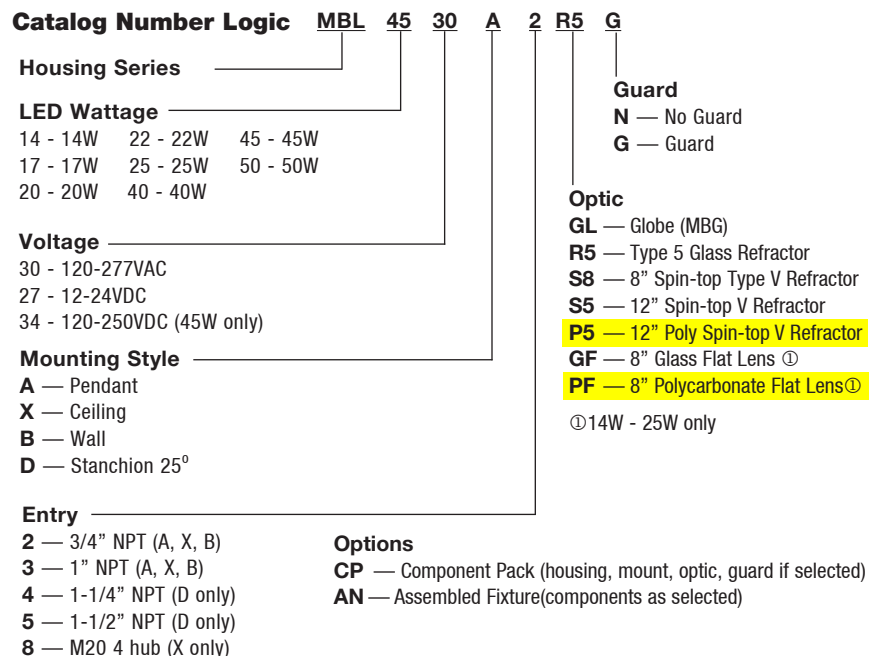 Catalog Number Logic MBL 45 30 A 2 R5 G
Housing Series
LED Wattage
14 - 14W 22 - 22W 45 - 45W
17 - 17W 25 - 25W 50 - 50W
20 - 20W 40 - 40W
Voltage
30 - 120-277VAC
27 - 12-24VDC
34 - 120-250VDC (45W only)
Mounting Style
A — Pendant
X — Ceiling
B — Wall
D — Stanchion 25⁰
Entry
2 — 3/4” NPT (A, X, B)
3 — 1” NPT (A, X, B)
4 — 1-1/4” NPT (D only)
5 — 1-1/2” NPT (D only)
8 — M20 4 hub (X only)
Guard
N — No Guard
G — Guard
Optic
GL — Globe (MBG)
R5 — Type 5 Glass Refractor
S8 — 8” Spin-top Type V Refractor
S5 — 12” Spin-top V Refractor
P5 — 12” Poly Spin-top V Refractor
GF — 8” Glass Flat Lens ①
PF — 8” Polycarbonate Flat Lens①
①14W - 25W only
Options
CP — Component Pack (housing, mount, optic, guard if selected)
AN — Assembled Fixture(components as selected)